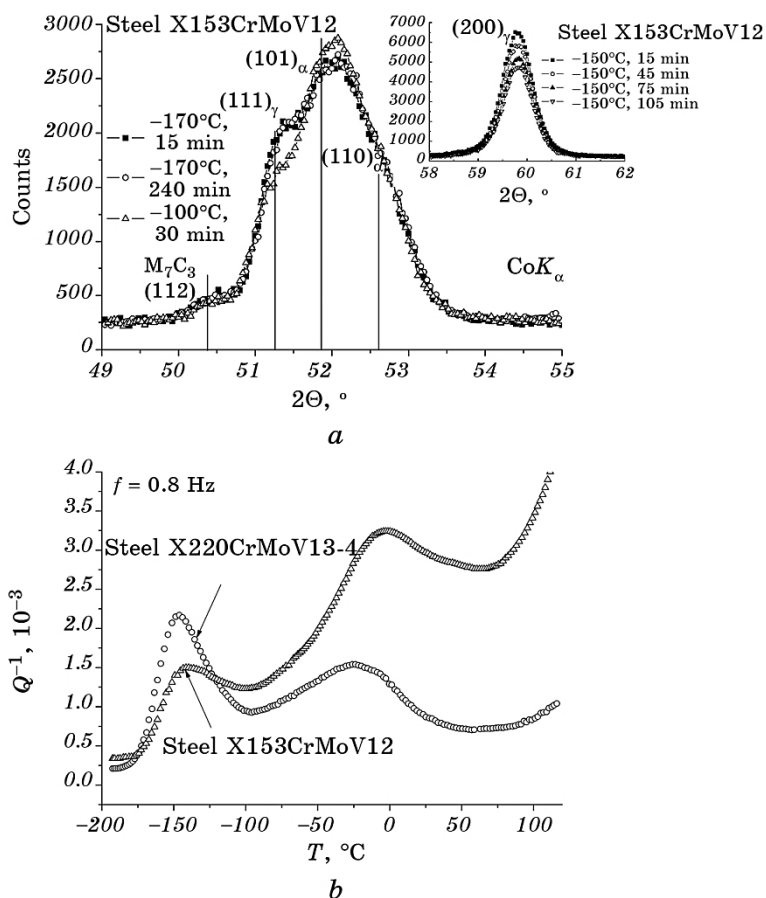 a
Steel X153CrMoV12
(101)α
(111)γ
(110)α
M₇C₃
(112)
CoKα
−170°C,
15 min
−170°C
240 min
−100°C,
30 min
Counts
3000
2500
2000
1500
1000
500
0
49 50 51 52 53 54 55
2Θ, °
(200)γ
Steel X153CrMoV12
−150°C, 15 min
−150°C, 45 min
−150°C, 75 min
−150°C, 105 min
7000
6000
5000
4000
3000
2000
1000
0
58 59 60 61 62
2Θ, °
a
f = 0.8 Hz
Steel X220CrMoV13-4
Steel X153CrMoV12
Q⁻¹, 10⁻³
4.0
3.5
3.0
2.5
2.0
1.5
1.0
0.5
0.0
−200 −150 −100 −50 0 50 100
T, °C
b